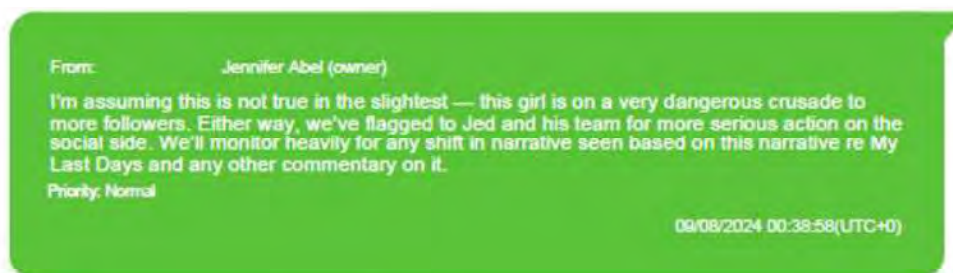 From: Jennifer Abel (owner)
I'm assuming this is not true in the slightest — this girl is on a very dangerous crusade to
more followers. Either way, we've flagged to Jed and his team for more serious action on the
social side. We'll monitor heavily for any shift in narrative seen based on this narrative re My
Last Days and any other commentary on it.
Priority: Normal
09/08/2024 00:38:58(UTC+0)